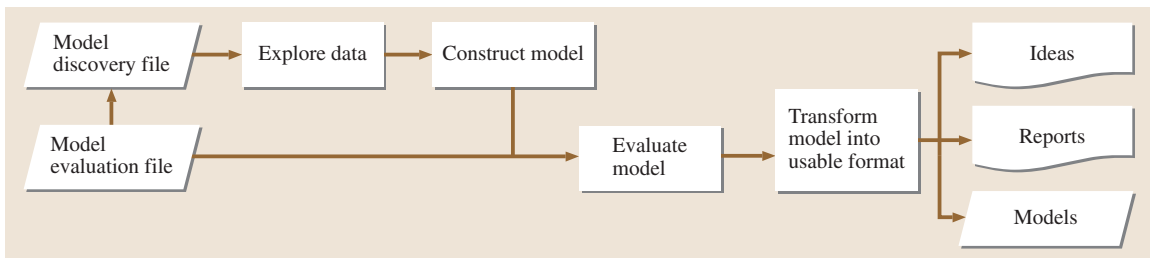 Model
discovery file
Explore data
Construct model
Ideas
Model
evaluation file
Evaluate
model
Transform
model into
usable format
Reports
Models